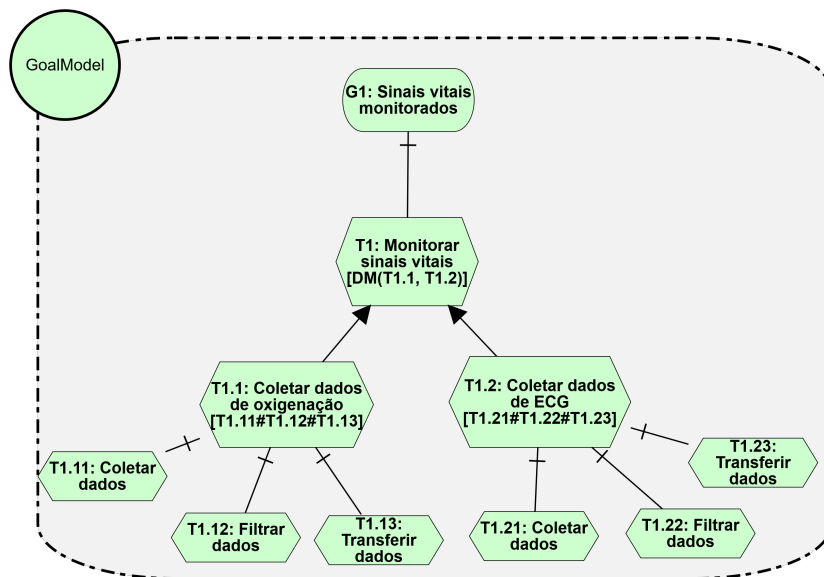 GoalModel
G1: Sinais vitais
monitorados
T1: Monitorar
sinais vitais
[DM(T1.1, T1.2)]
T1.1: Coletar dados
de oxigenação
[T1.11#T1.12#T1.13]
T1.2: Coletar dados
de ECG
[T1.21#T1.22#T1.23]
T1.11: Coletar
dados
T1.12: Filtrar
dados
T1.13:
Transferir
dados
T1.21: Coletar
dados
T1.22: Filtrar
dados
T1.23:
Transferir
dados